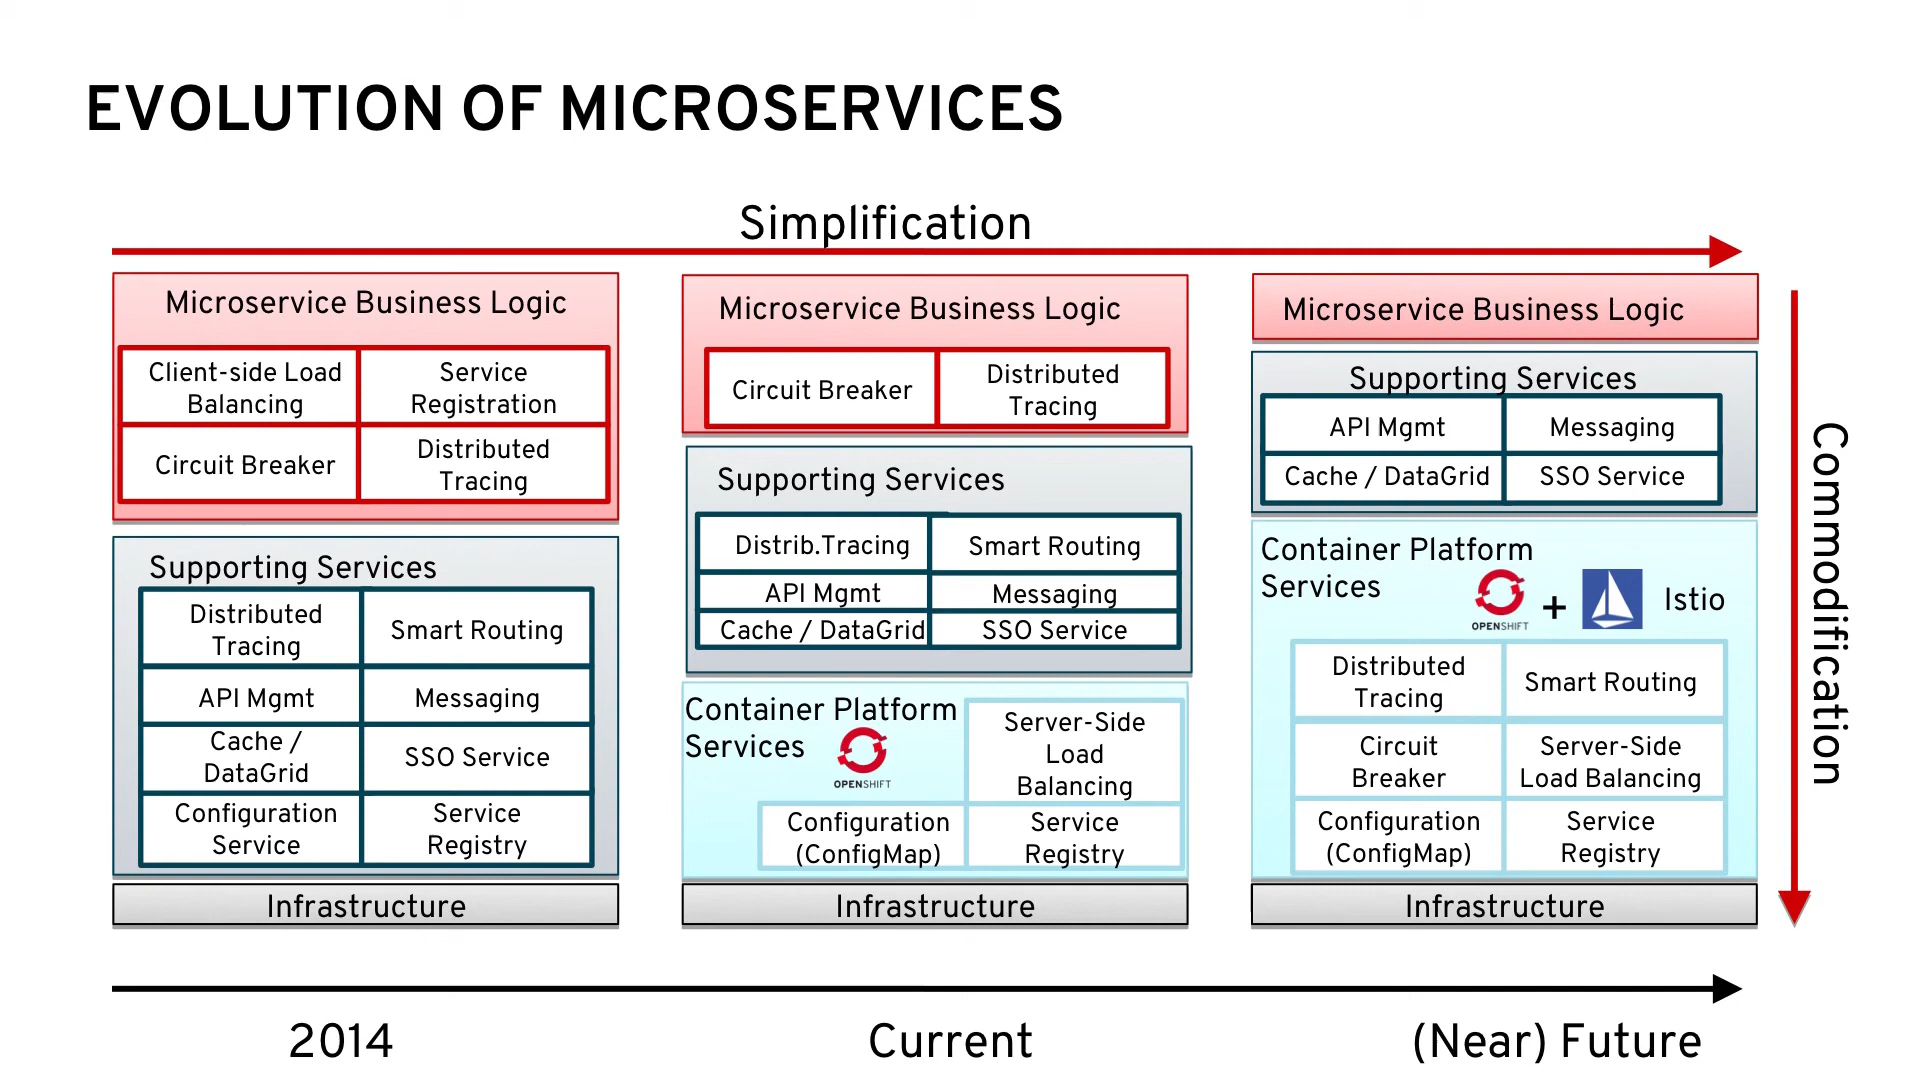 EVOLUTION OF MICROSERVICES
Simplification
Microservice Business Logic
Client-side Load
Balancing
Service
Registration
Circuit Breaker
Distributed
Tracing
Supporting Services
Distributed
Tracing
Smart Routing
API Mgmt
Messaging
Cache /
DataGrid
SSO Service
Configuration
Service
Service
Registry
Infrastructure
Microservice Business Logic
Circuit Breaker
Distributed
Tracing
Supporting Services
Distrib.Tracing
Smart Routing
API Mgmt
Messaging
Cache / DataGrid
SSO Service
Container Platform
Services
OPENSHIFT
Server-Side
Load
Balancing
Configuration
(ConfigMap)
Service
Registry
Infrastructure
Microservice Business Logic
Supporting Services
API Mgmt
Messaging
Cache / DataGrid
SSO Service
Container Platform
Services
OPENSHIFT
+
Istio
Distributed
Tracing
Smart Routing
Circuit
Breaker
Server-Side
Load Balancing
Configuration
(ConfigMap)
Service
Registry
Infrastructure
Commodification
2014
Current
(Near) Future